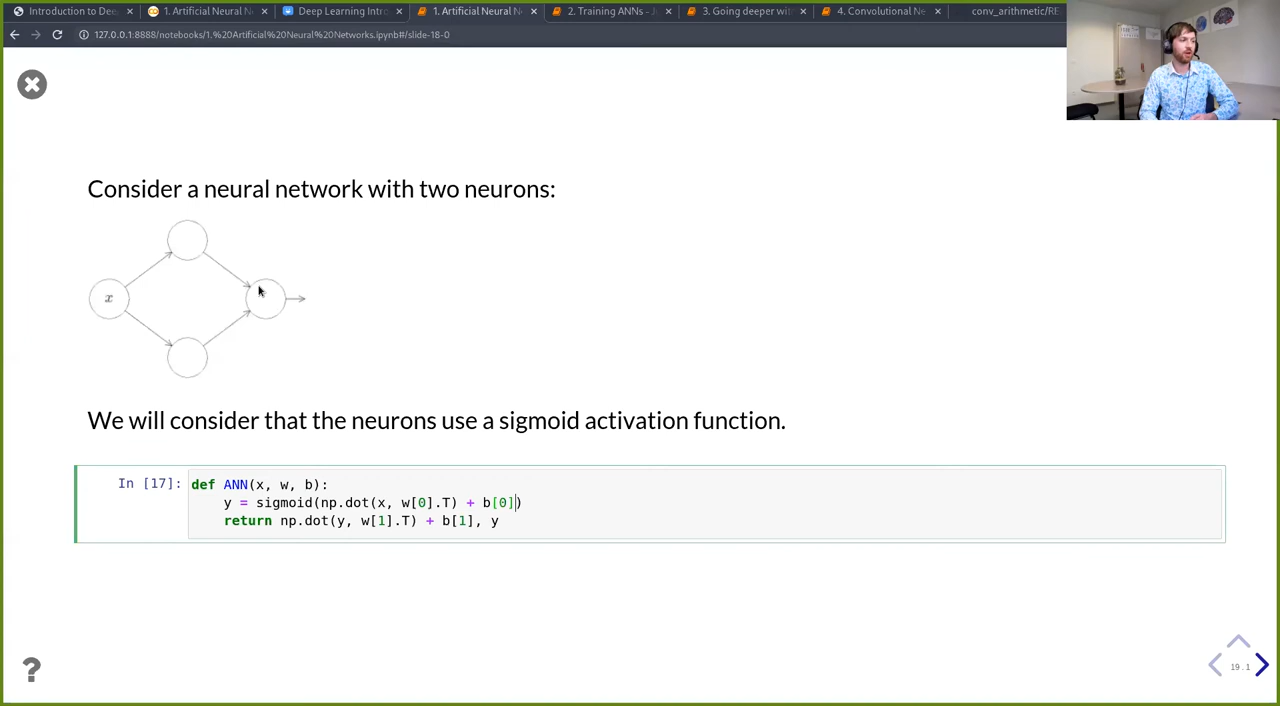 Introduction to Dee
1. Artificial Neural N
Deep Learning Intro
1. Artificial Neural N
2. Training ANNs - J
3. Going deeper wit
4. Convolutional Ne
conv_arithmetic/RE
127.0.0.1:8888/notebooks/1.%20Artificial%20Neural%20Networks.ipynb#/slide-18-0
Consider a neural network with two neurons:
x
We will consider that the neurons use a sigmoid activation function.
In [17]:
def ANN(x, w, b):
    y = sigmoid(np.dot(x, w[0].T) + b[0])
    return np.dot(y, w[1].T) + b[1], y
?
19.1